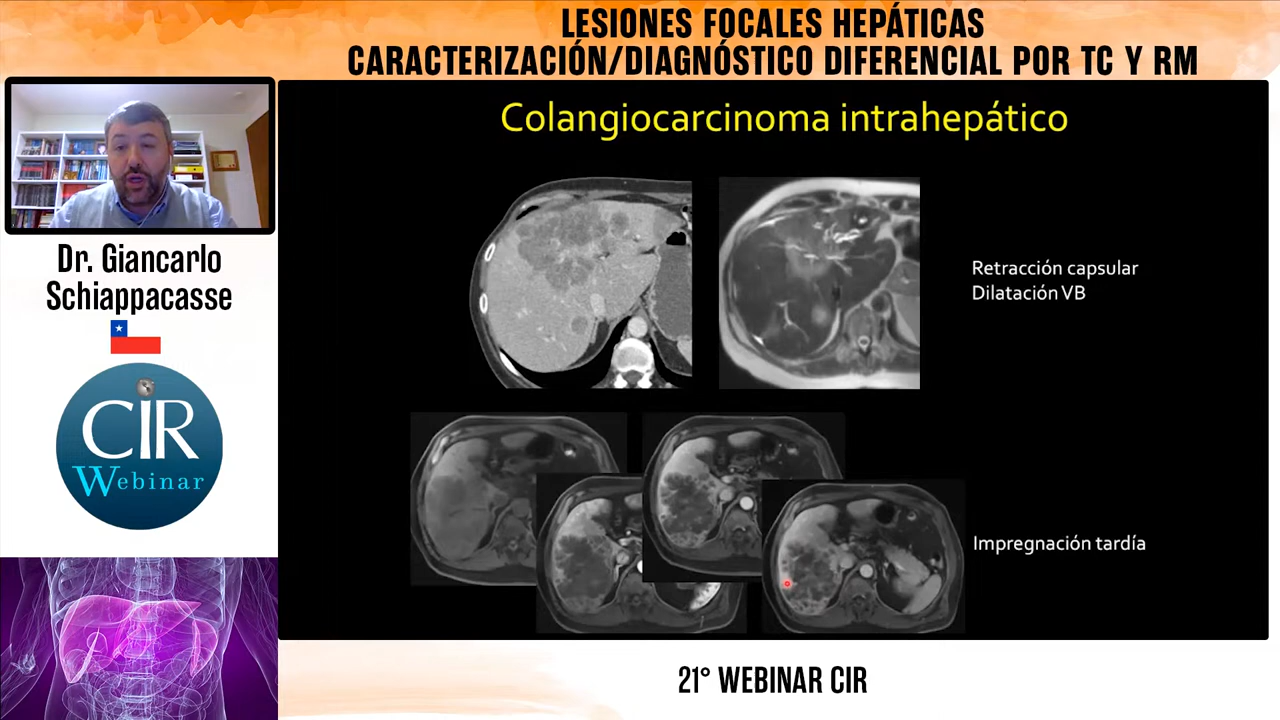 LESIONES FOCALES HEPÁTICAS
CARACTERIZACIÓN/DIAGNÓSTICO DIFERENCIAL POR TC Y RM
Dr. Giancarlo
Schiappacasse
CIR
Webinar
Colangiocarcinoma intrahepático
Retracción capsular
Dilatación VB
Impregnación tardía
21° WEBINAR CIR